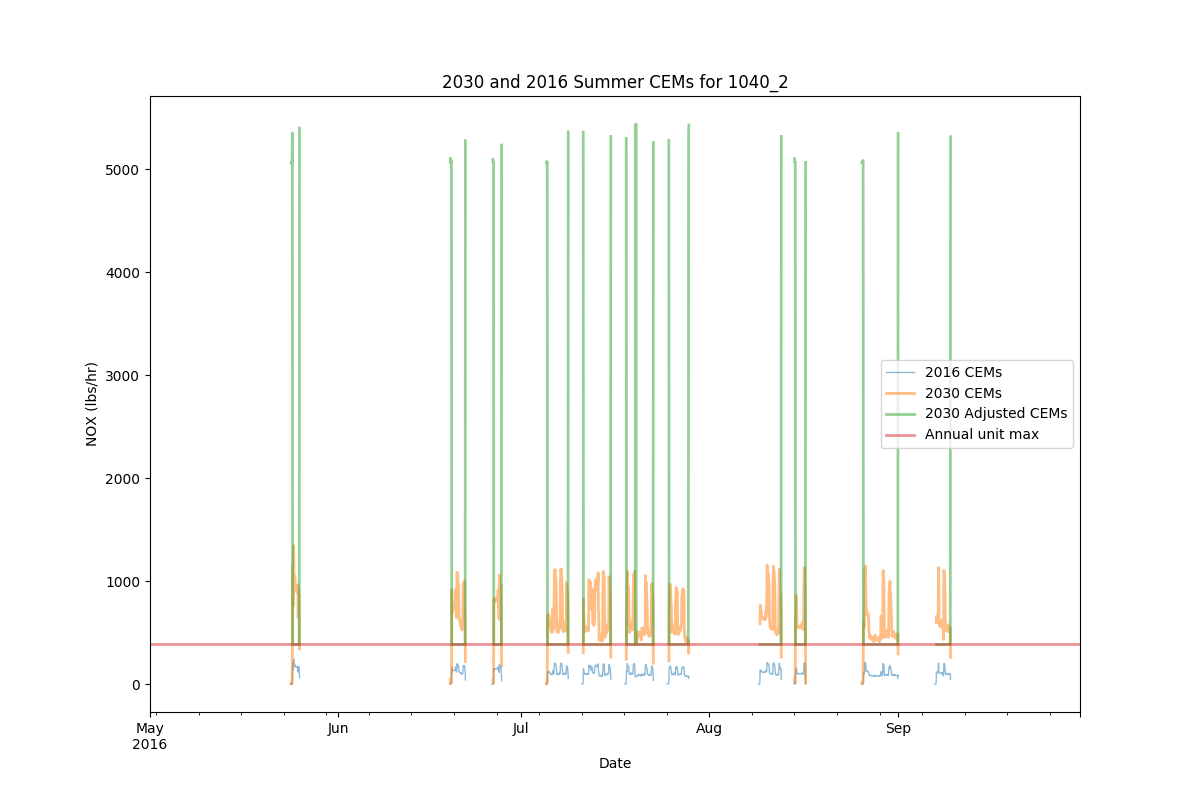 2030 and 2016 Summer CEMs for 1040_2
NOX (lbs/hr)
5000
4000
3000
2000
1000
0
2016 CEMs
2030 CEMs
2030 Adjusted CEMs
Annual unit max
May
2016
Jun
Jul
Aug
Sep
Date